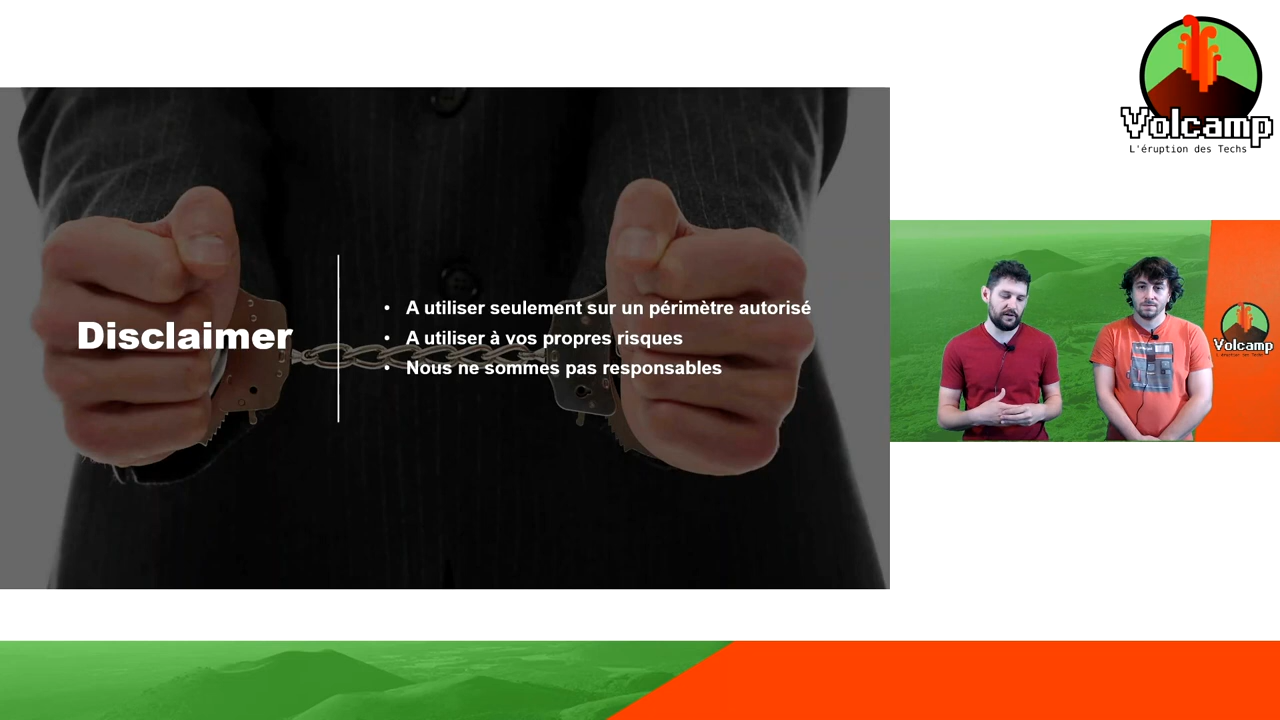 Volcamp
L'éruption des Techs
Disclaimer
• A utiliser seulement sur un périmètre autorisé
• A utiliser à vos propres risques
• Nous ne sommes pas responsables
Volcamp